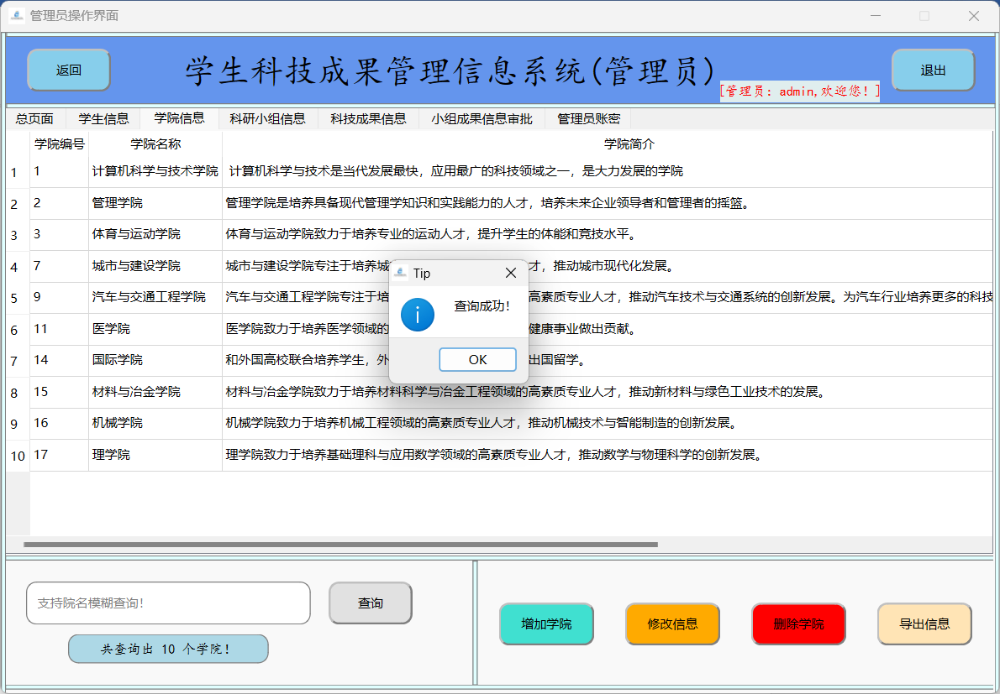 管理员操作界面
返回
学生科技成果管理信息系统(管理员)
[管理员：admin,欢迎您！]
退出
总页面 学生信息 学院信息 科研小组信息 科技成果信息 小组成果信息审批 管理员账密
学院编号 学院名称 学院简介
1 1 计算机科学与技术学院 计算机科学与技术是当代发展最快，应用最广的科技领域之一，是大力发展的学院
2 2 管理学院 管理学院是培养具备现代管理学知识和实践能力的人才，培养未来企业领导者和管理者的摇篮。
3 3 体育与运动学院 体育与运动学院致力于培养专业的运动人才，提升学生的体能和竞技水平。
4 7 城市与建设学院 城市与建设学院专注于培养城 才，推动城市现代化发展。
5 9 汽车与交通工程学院 汽车与交通工程学院专注于培 高素质专业人才，推动汽车技术与交通系统的创新发展。为汽车行业培养更多的科技
6 11 医学院 医学院致力于培养医学领域的 健康事业做出贡献。
7 14 国际学院 和外国高校联合培养学生，外 出国留学。
8 15 材料与冶金学院 材料与冶金学院致力于培养材料科学与冶金工程领域的高素质专业人才，推动新材料与绿色工业技术的发展。
9 16 机械学院 机械学院致力于培养机械工程领域的高素质专业人才，推动机械技术与智能制造的创新发展。
10 17 理学院 理学院致力于培养基础理科与应用数学领域的高素质专业人才，推动数学与物理科学的创新发展。
Tip
查询成功！
OK
支持院名模糊查询！
查询
共查询出 10 个学院！
增加学院
修改信息
删除学院
导出信息